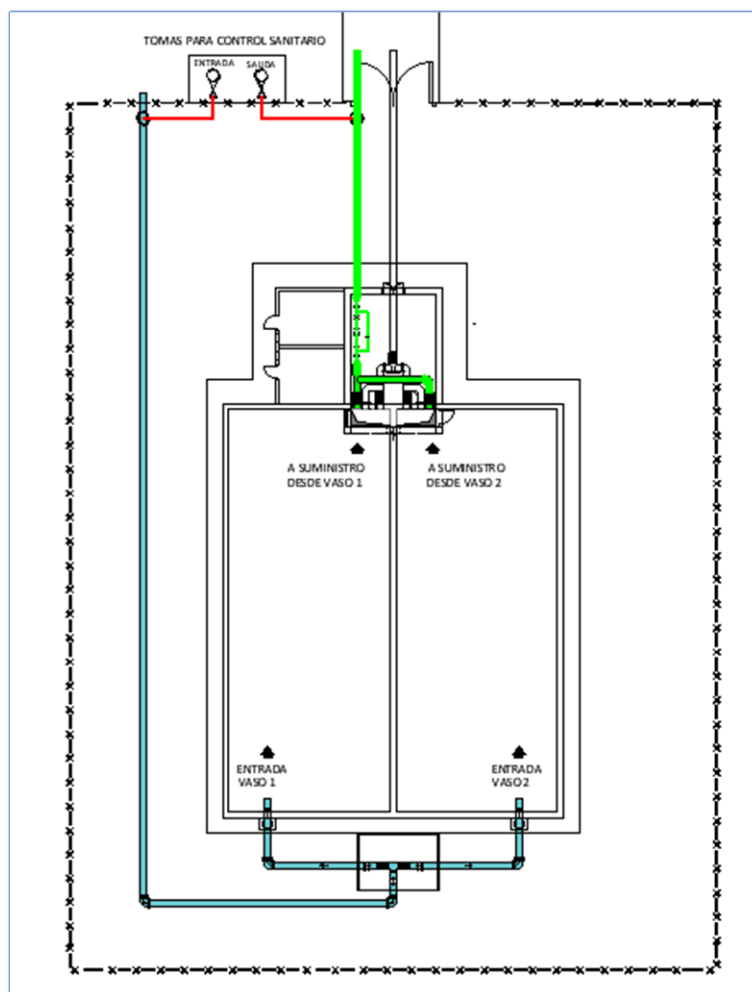 TOMAS PARA CONTROL SANITARIO
ENTRADA
SALIDA
A SUMINISTRO
DESDE VASO 1
A SUMINISTRO
DESDE VASO 2
ENTRADA
VASO 1
ENTRADA
VASO 2